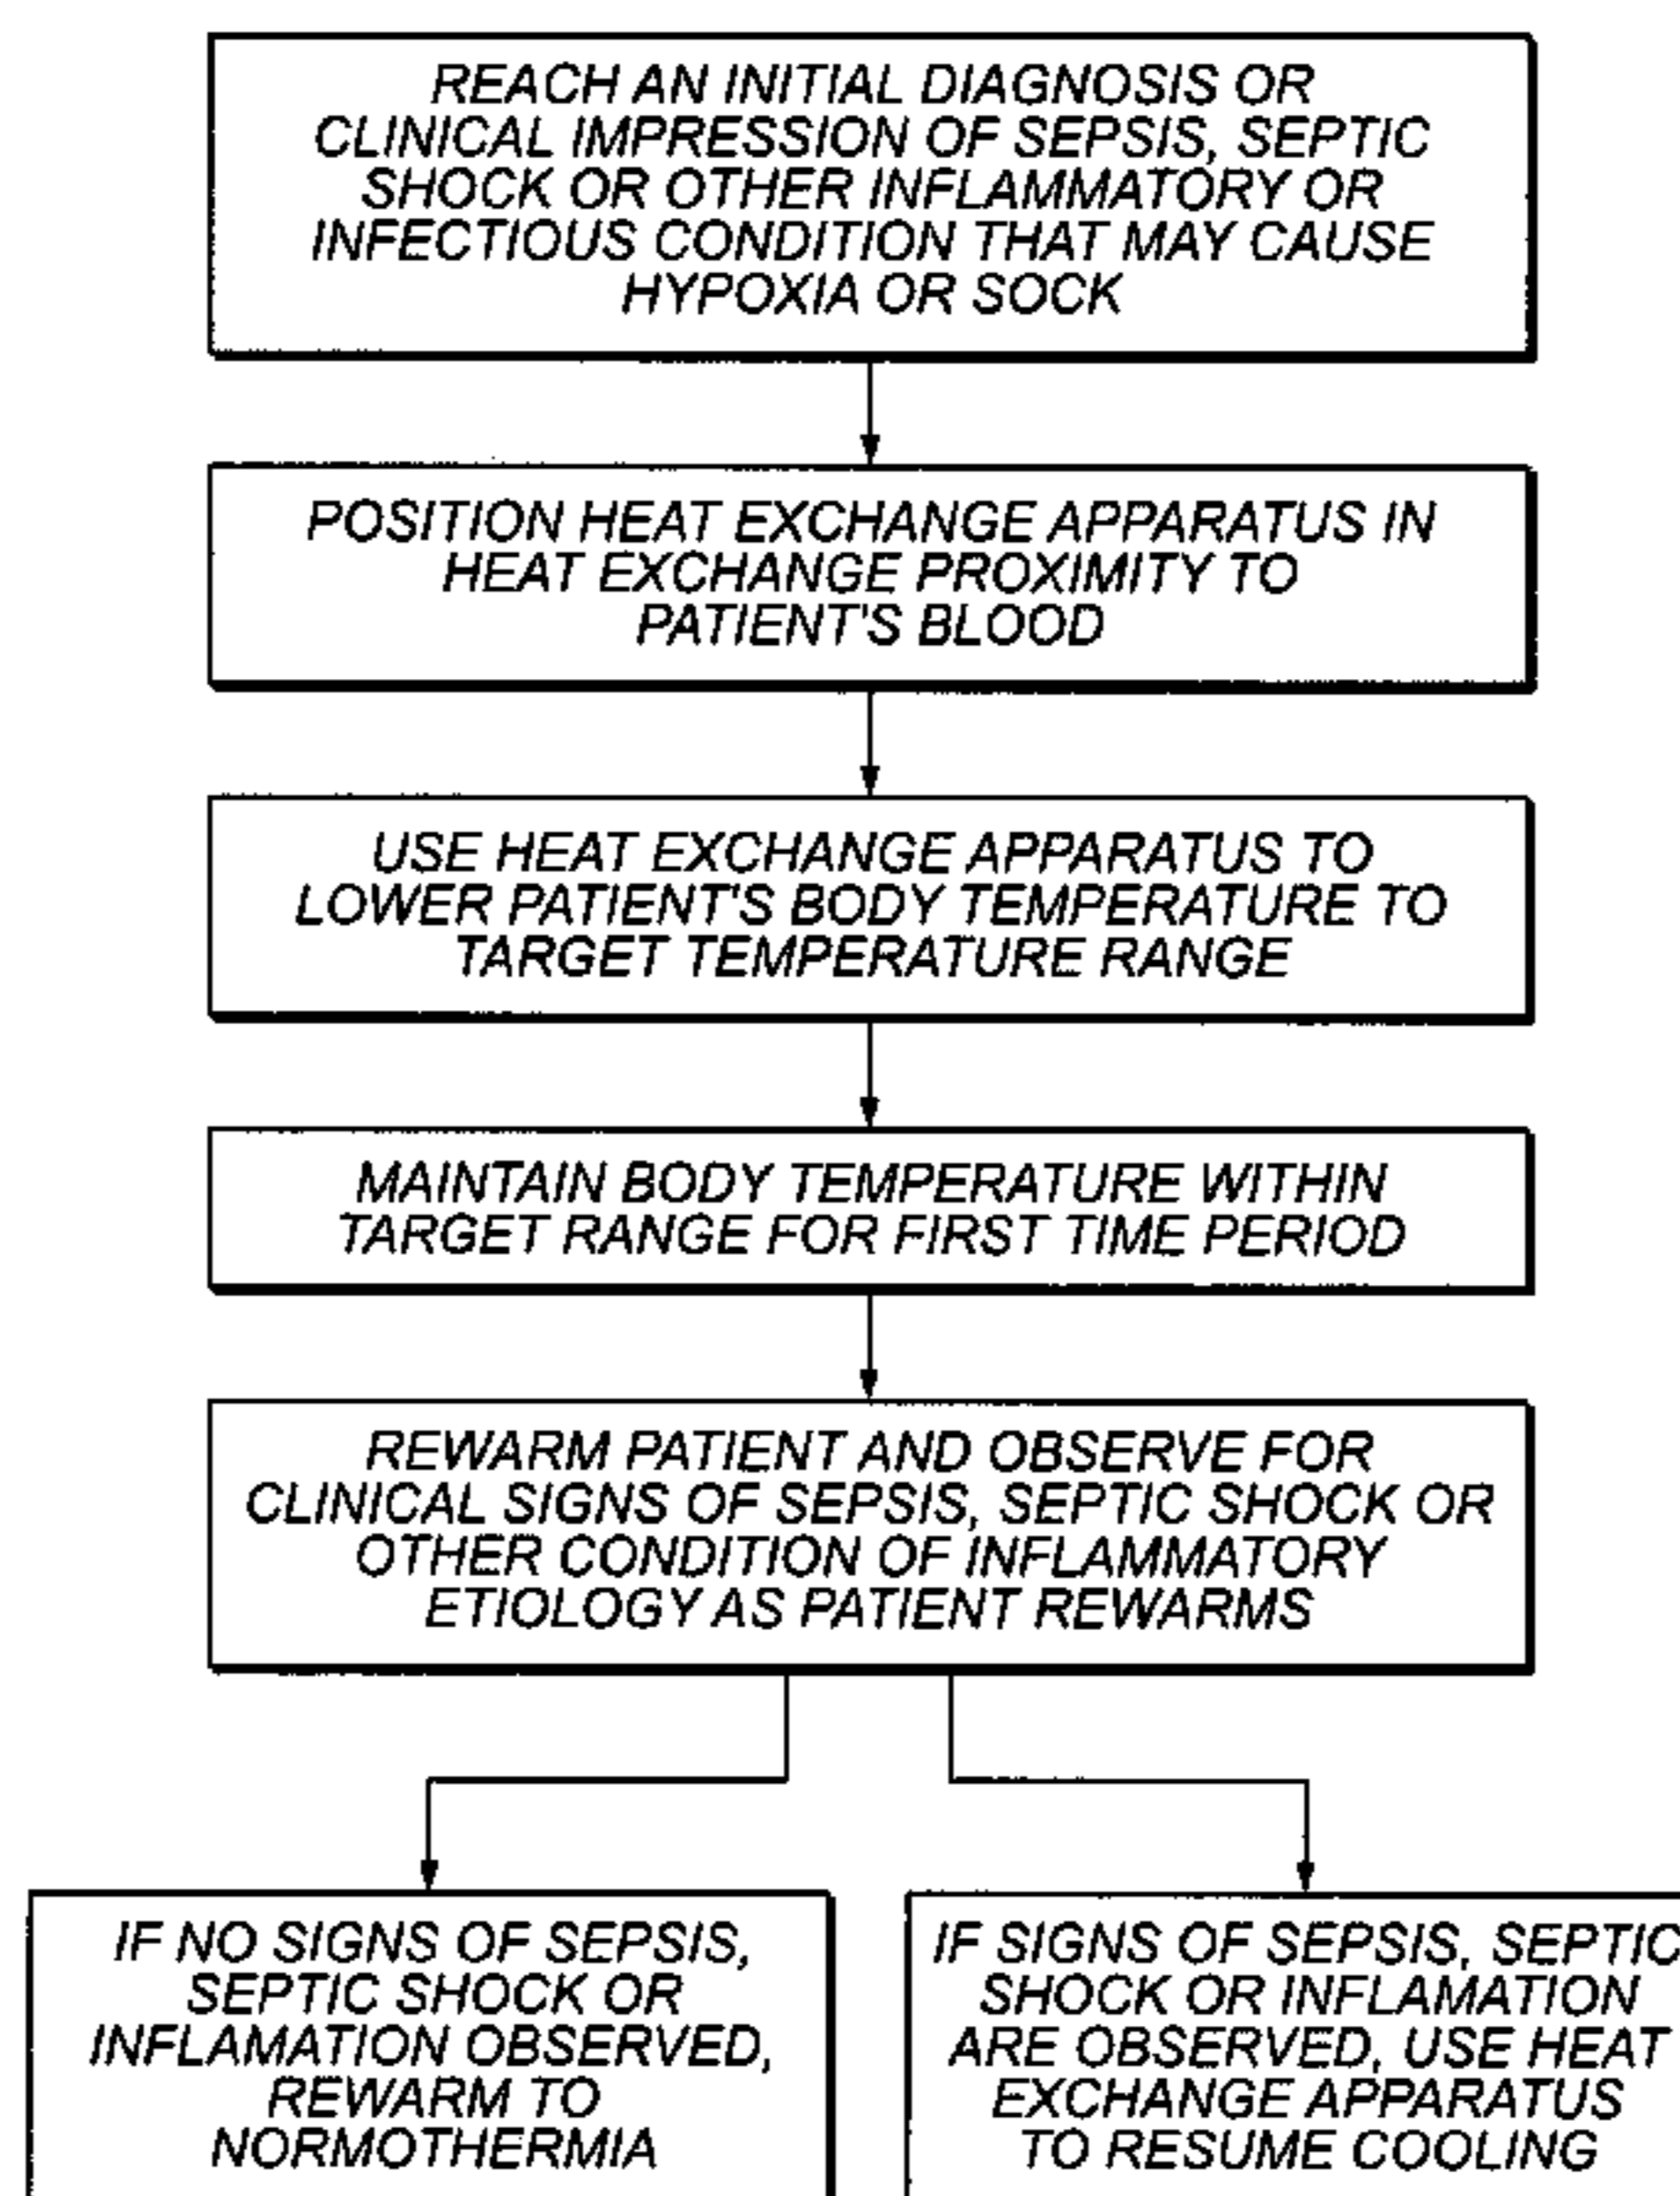 REACH AN INITIAL DIAGNOSIS OR
CLINICAL IMPRESSION OF SEPSIS, SEPTIC
SHOCK OR OTHER INFLAMMATORY OR
INFECTIOUS CONDITION THAT MAY CAUSE
HYPOXIA OR SOCK
POSITION HEAT EXCHANGE APPARATUS IN
HEAT EXCHANGE PROXIMITY TO
PATIENT'S BLOOD
USE HEAT EXCHANGE APPARATUS TO
LOWER PATIENT'S BODY TEMPERATURE TO
TARGET TEMPERATURE RANGE
MAINTAIN BODY TEMPERATURE WITHIN
TARGET RANGE FOR FIRST TIME PERIOD
REWARM PATIENT AND OBSERVE FOR
CLINICAL SIGNS OF SEPSIS, SEPTIC SHOCK OR
OTHER CONDITION OF INFLAMMATORY
ETIOLOGY AS PATIENT REWARMS
IF NO SIGNS OF SEPSIS,
SEPTIC SHOCK OR
INFLAMATION OBSERVED,
REWARM TO
NORMOTHERMIA
IF SIGNS OF SEPSIS, SEPTIC
SHOCK OR INFLAMATION
ARE OBSERVED, USE HEAT
EXCHANGE APPARATUS
TO RESUME COOLING